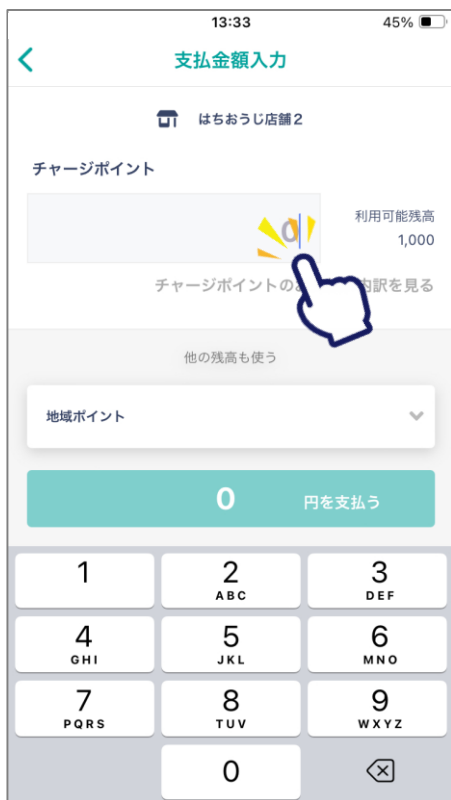 13:33 45%
支払金額入力
はちおうじ店舗2
チャージポイント
0
利用可能残高
1,000
チャージポイントの 内訳を見る
他の残高も使う
地域ポイント
0 円を支払う
1 2 3
ABC DEF
4 5 6
GHI JKL MNO
7 8 9
PQRS TUV WXYZ
0